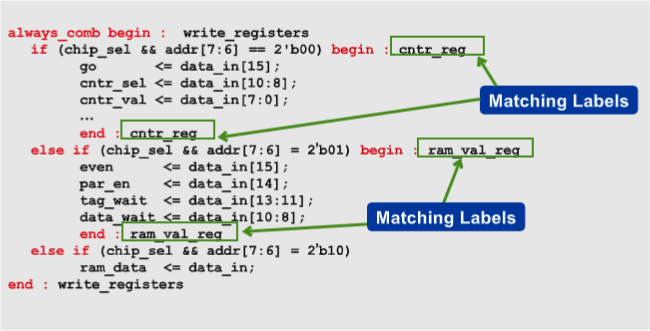 always_comb begin : write_registers
if (chip_sel && addr[7:6] == 2'b00) begin : cntr_reg
go <= data_in[15];
cntr_sel <= data_in[10:8];
cntr_val <= data_in[7:0];
...
end : cntr_reg
else if (chip_sel && addr[7:6] = 2'b01) begin : ram_val_reg
even <= data_in[15];
par_en <= data_in[14];
tag_wait <= data_in[13:11];
data_wait <= data_in[10:8];
end : ram_val_reg
else if (chip_sel && addr[7:6] = 2'b10)
ram_data <= data_in;
end : write_registers
Matching Labels
Matching Labels